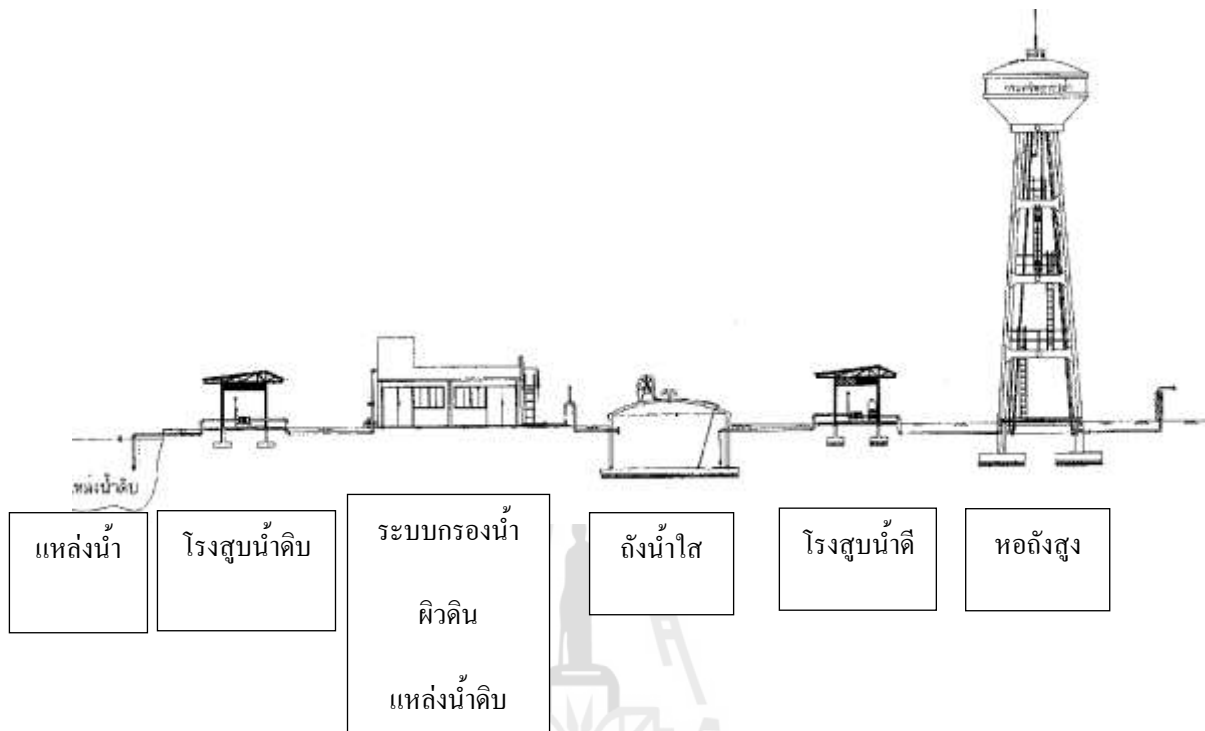 แหล่งน้ำดิบ
แหล่งน้ำ
โรงสูบน้ำดิบ
ระบบกรองน้ำ
ผิวดิน
แหล่งน้ำดิบ
ถังน้ำใส
โรงสูบน้ำดี
หอถังสูง